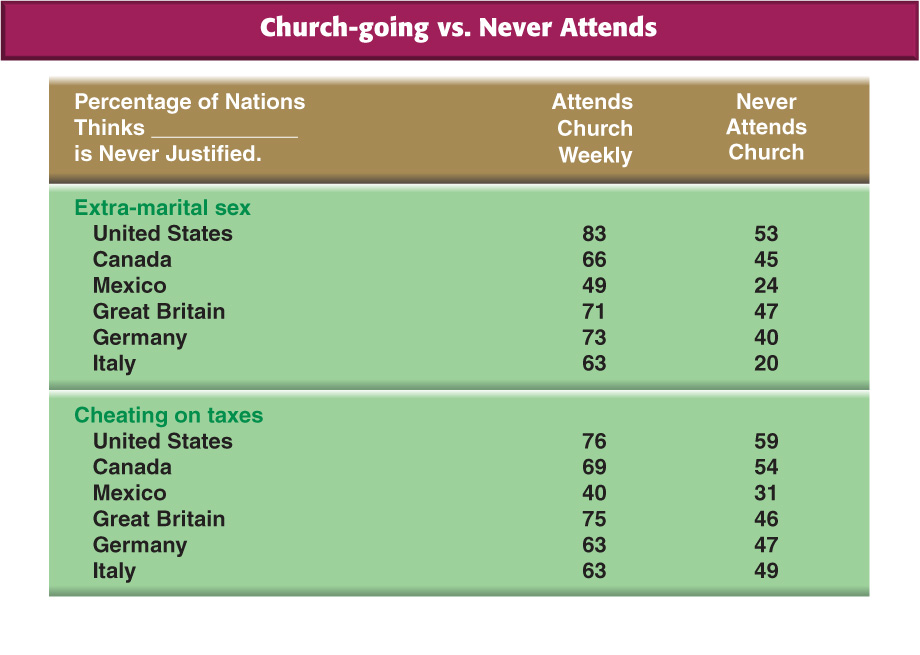 Church-going vs. Never Attends
Percentage of Nations
Thinks _____________
is Never Justified.
Attends
Church
Weekly
Never
Attends
Church
Extra-marital sex
United States 83 53
Canada 66 45
Mexico 49 24
Great Britain 71 47
Germany 73 40
Italy 63 20
Cheating on taxes
United States 76 59
Canada 69 54
Mexico 40 31
Great Britain 75 46
Germany 63 47
Italy 63 49